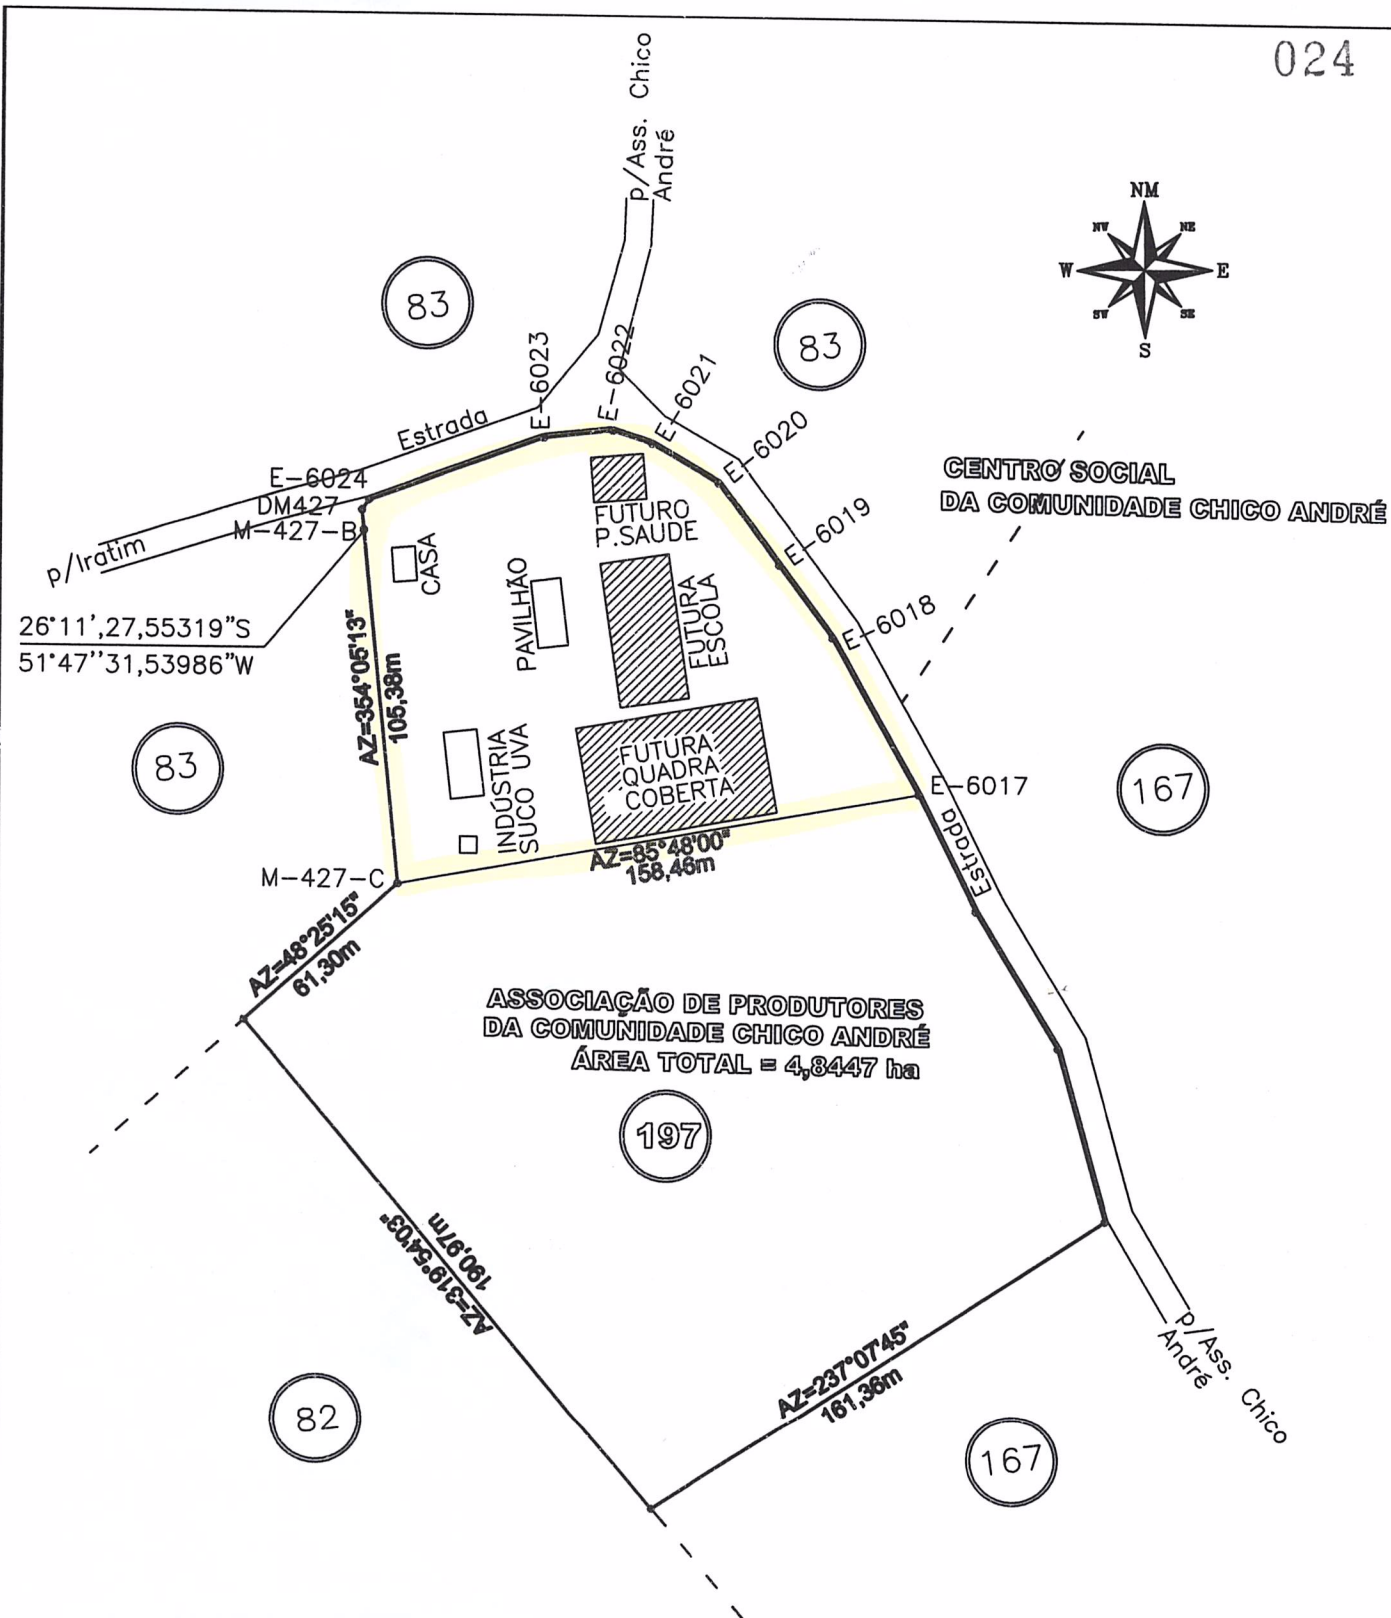 024
p/Ass. Chico
André
NM
NW
NE
W
E
SW
SE
S
83
83
E-6023
E-6022
E-6021
E-6020
Estrada
E-6024
DM427
M-427-B
p/Iratim
26°11',27,55319"S
51°47''31,53986"W
CENTRO SOCIAL
DA COMUNIDADE CHICO ANDRÉ
E-6019
E-6018
FUTURO
P.SAUDE
CASA
PAVILHÃO
FUTURA
ESCOLA
AZ=354°05'13"
105,38m
83
INDÚSTRIA
SUCO UVA
FUTURA
QUADRA
COBERTA
E-6017
167
Estrada
AZ=85°48'00"
158,46m
M-427-C
AZ=48°25'15"
61,30m
ASSOCIAÇÃO DE PRODUTORES
DA COMUNIDADE CHICO ANDRÉ
ÁREA TOTAL = 4,8447 ha
197
AZ=319°54'03"
190,97m
AZ=237°07'45"
161,36m
p/Ass. Chico
André
82
167